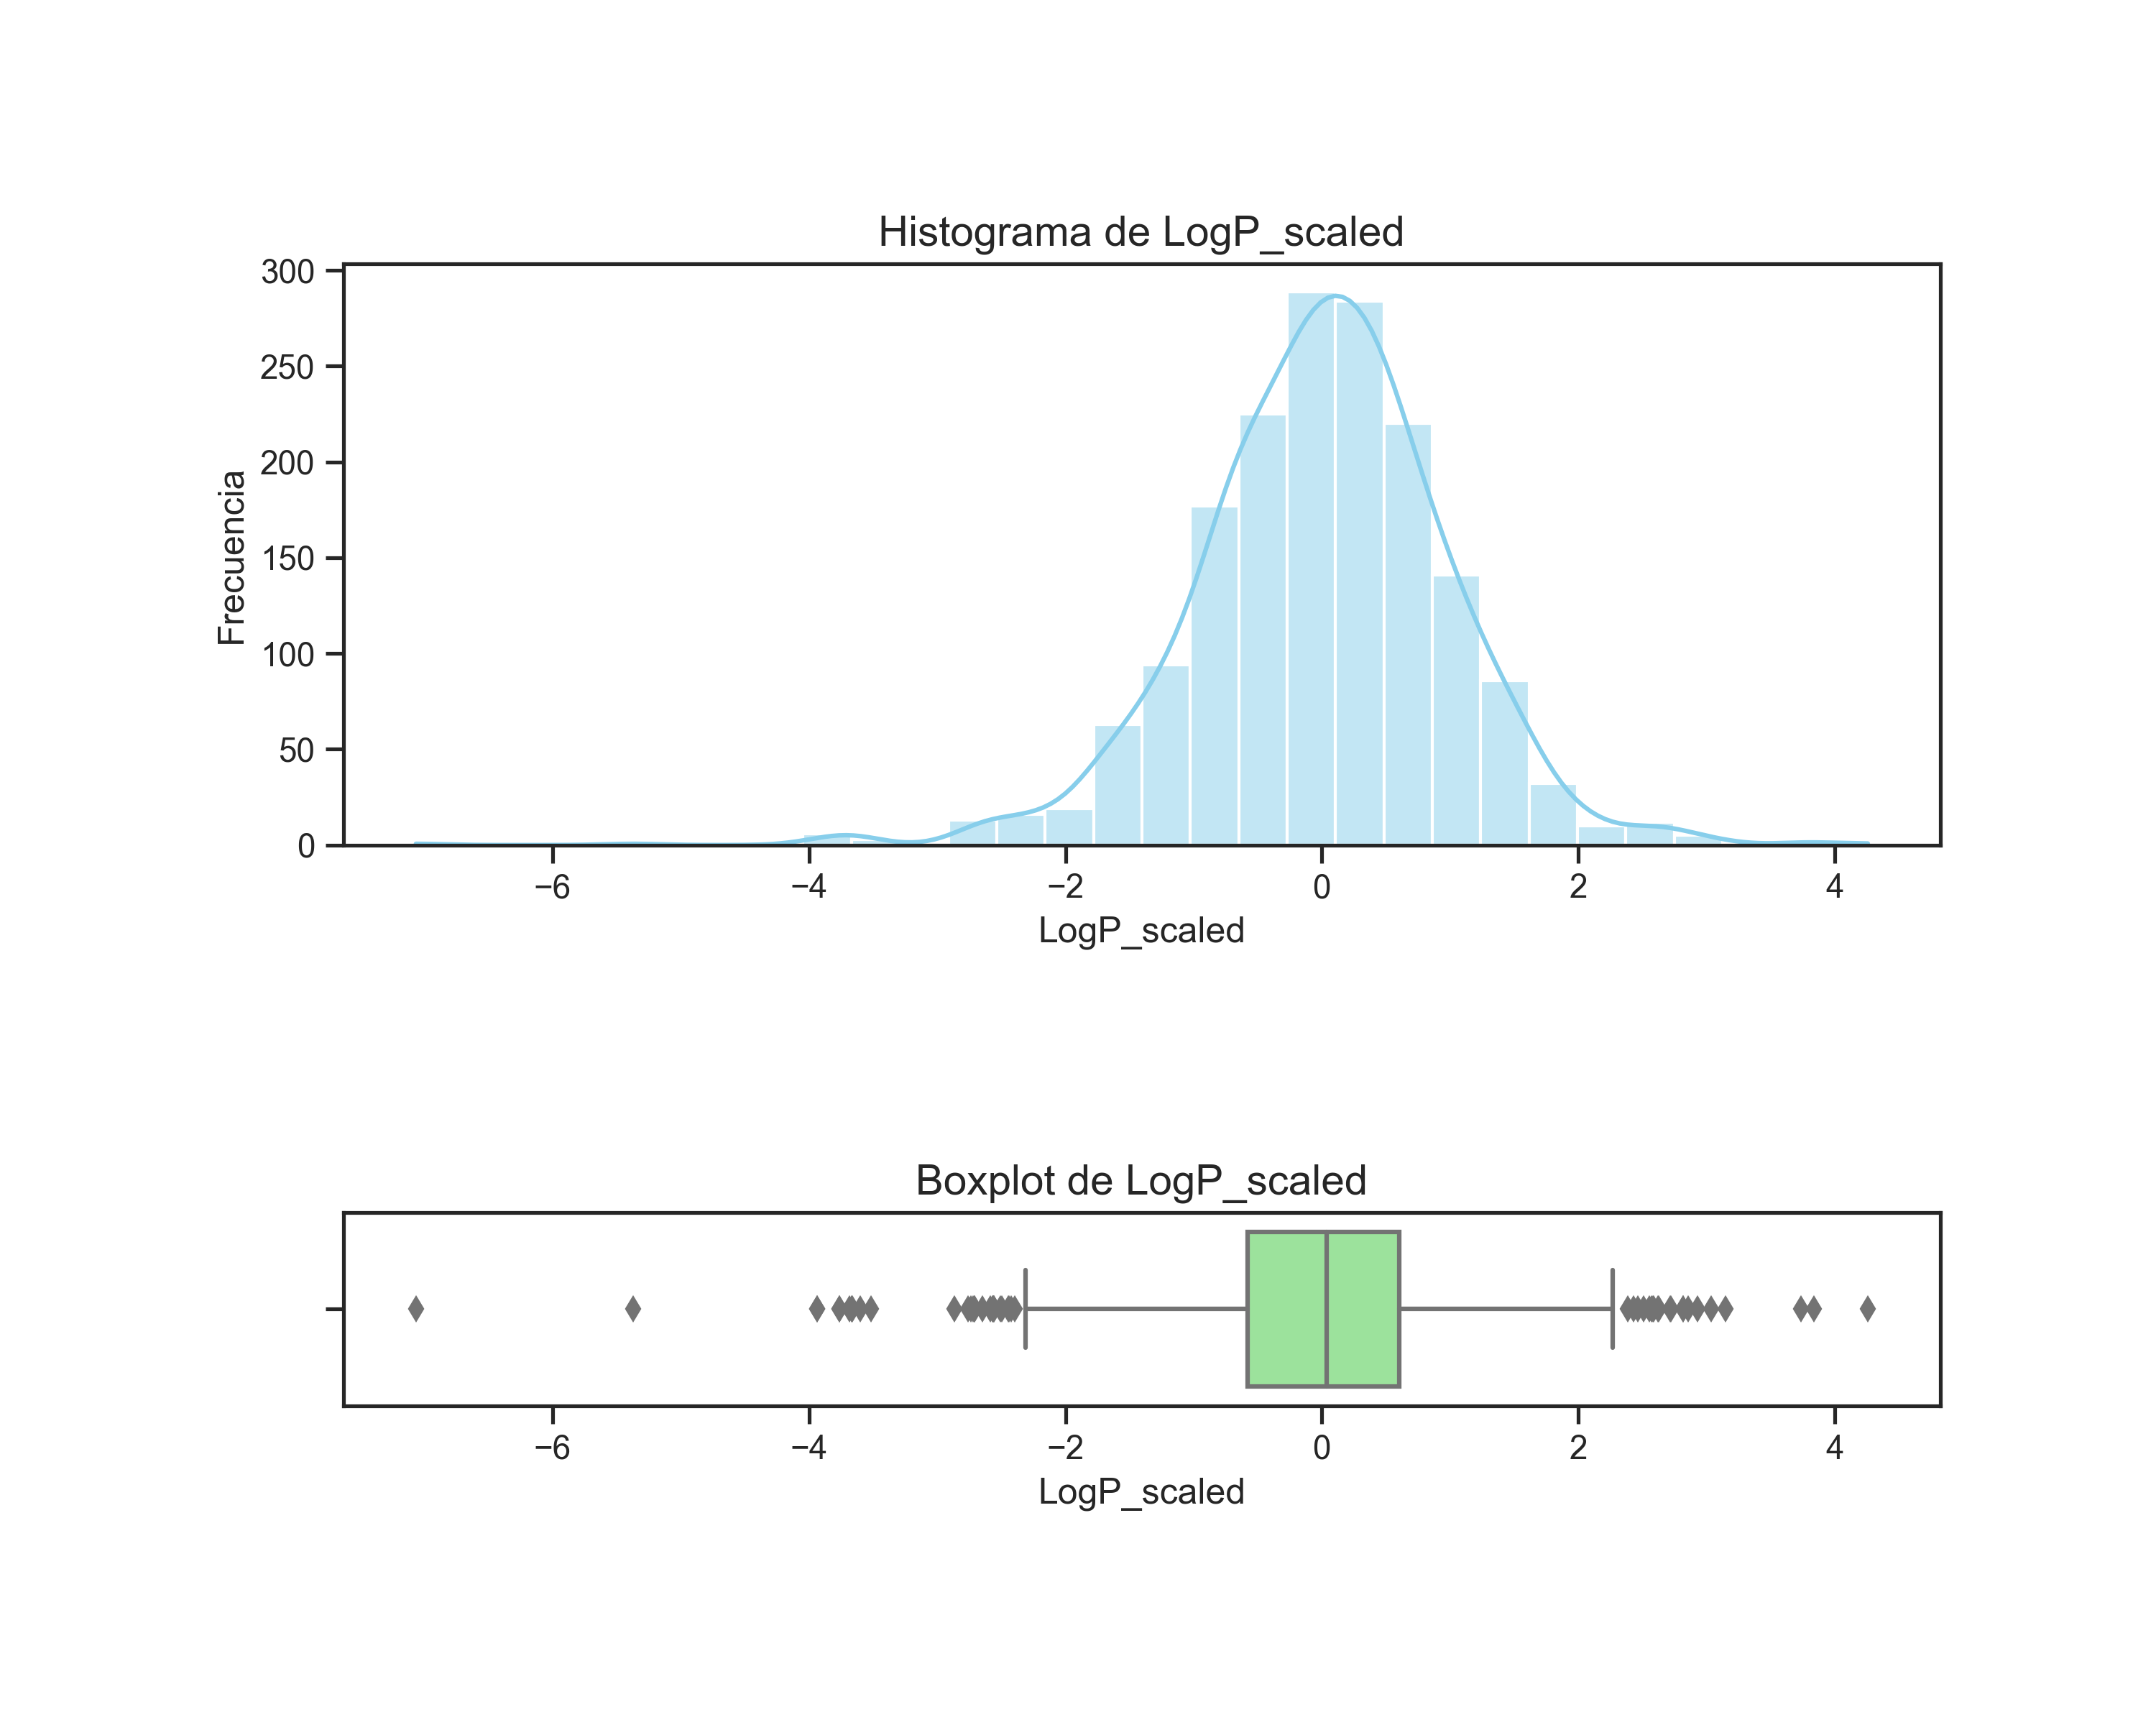 Histograma de LogP_scaled
300
250
200
150
100
50
0
Frecuencia
−6 −4 −2 0 2 4
LogP_scaled
Boxplot de LogP_scaled
−6 −4 −2 0 2 4
LogP_scaled